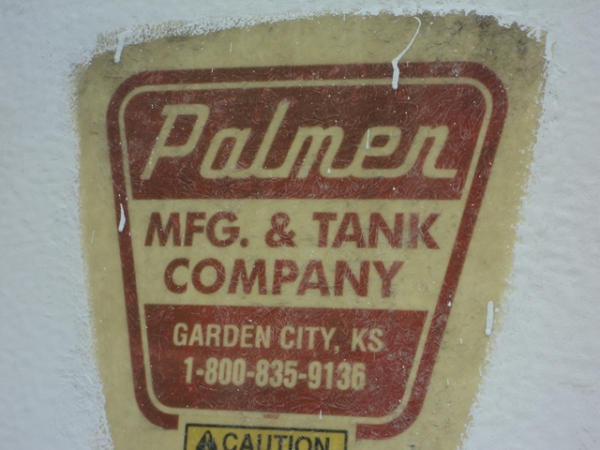 Palmer
MFG. & TANK
COMPANY
GARDEN CITY, KS
1-800-835-9136
CAUTION